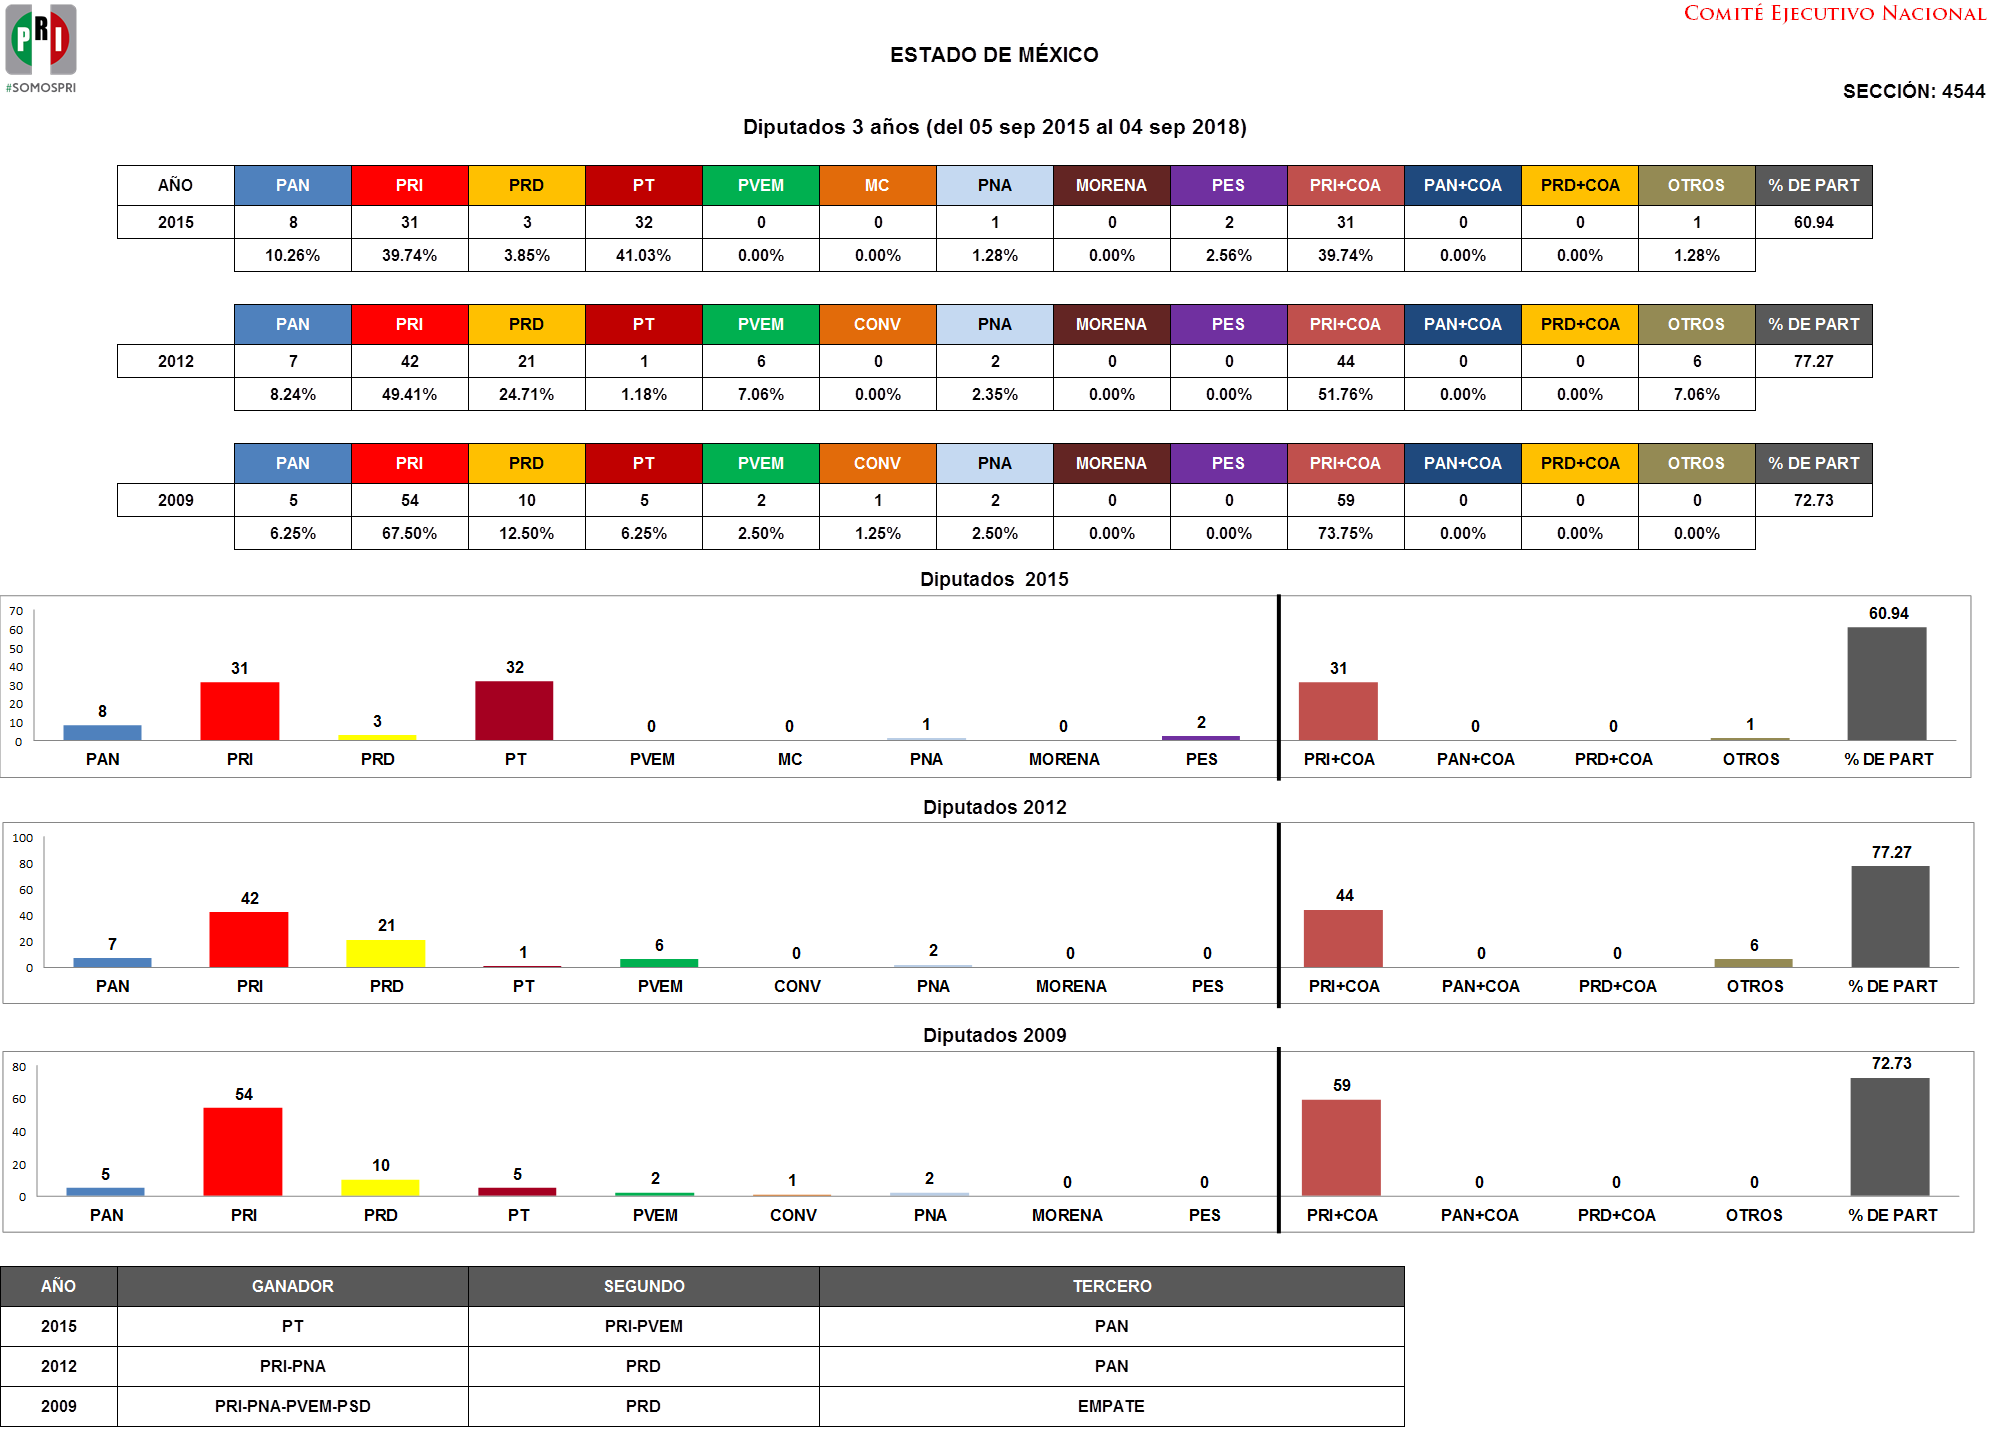 PRI
#SOMOSPRI
COMITÉ EJECUTIVO NACIONAL
ESTADO DE MÉXICO
SECCIÓN: 4544
Diputados 3 años (del 05 sep 2015 al 04 sep 2018)
AÑO PAN PRI PRD PT PVEM MC PNA MORENA PES PRI+COA PAN+COA PRD+COA OTROS % DE PART
2015 8 31 3 32 0 0 1 0 2 31 0 0 1 60.94
10.26% 39.74% 3.85% 41.03% 0.00% 0.00% 1.28% 0.00% 2.56% 39.74% 0.00% 0.00% 1.28%
PAN PRI PRD PT PVEM CONV PNA MORENA PES PRI+COA PAN+COA PRD+COA OTROS % DE PART
2012 7 42 21 1 6 0 2 0 0 44 0 0 6 77.27
8.24% 49.41% 24.71% 1.18% 7.06% 0.00% 2.35% 0.00% 0.00% 51.76% 0.00% 0.00% 7.06%
PAN PRI PRD PT PVEM CONV PNA MORENA PES PRI+COA PAN+COA PRD+COA OTROS % DE PART
2009 5 54 10 5 2 1 2 0 0 59 0 0 0 72.73
6.25% 67.50% 12.50% 6.25% 2.50% 1.25% 2.50% 0.00% 0.00% 73.75% 0.00% 0.00% 0.00%
Diputados 2015
70
60
50
40
30
20
10
0
8 31 3 32 0 0 1 0 2 31 0 0 1 60.94
PAN PRI PRD PT PVEM MC PNA MORENA PES PRI+COA PAN+COA PRD+COA OTROS % DE PART
Diputados 2012
100
80
60
40
20
0
7 42 21 1 6 0 2 0 0 44 0 0 6 77.27
PAN PRI PRD PT PVEM CONV PNA MORENA PES PRI+COA PAN+COA PRD+COA OTROS % DE PART
Diputados 2009
80
60
40
20
0
5 54 10 5 2 1 2 0 0 59 0 0 0 72.73
PAN PRI PRD PT PVEM CONV PNA MORENA PES PRI+COA PAN+COA PRD+COA OTROS % DE PART
AÑO GANADOR SEGUNDO TERCERO
2015 PT PRI-PVEM PAN
2012 PRI-PNA PRD PAN
2009 PRI-PNA-PVEM-PSD PRD EMPATE